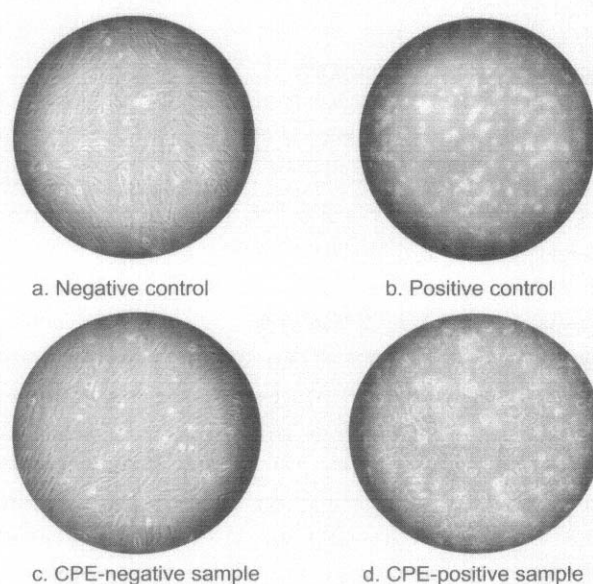 a. Negative control
b. Positive control
c. CPE-negative sample
d. CPE-positive sample